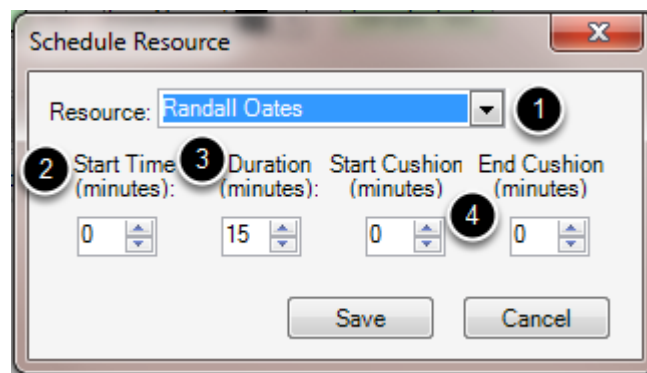 Schedule Resource
x
Resource: Randall Oates 1
2 Start Time 3 Duration Start Cushion End Cushion
(minutes): (minutes): (minutes) 4 (minutes)
0 15 0 0
Save Cancel